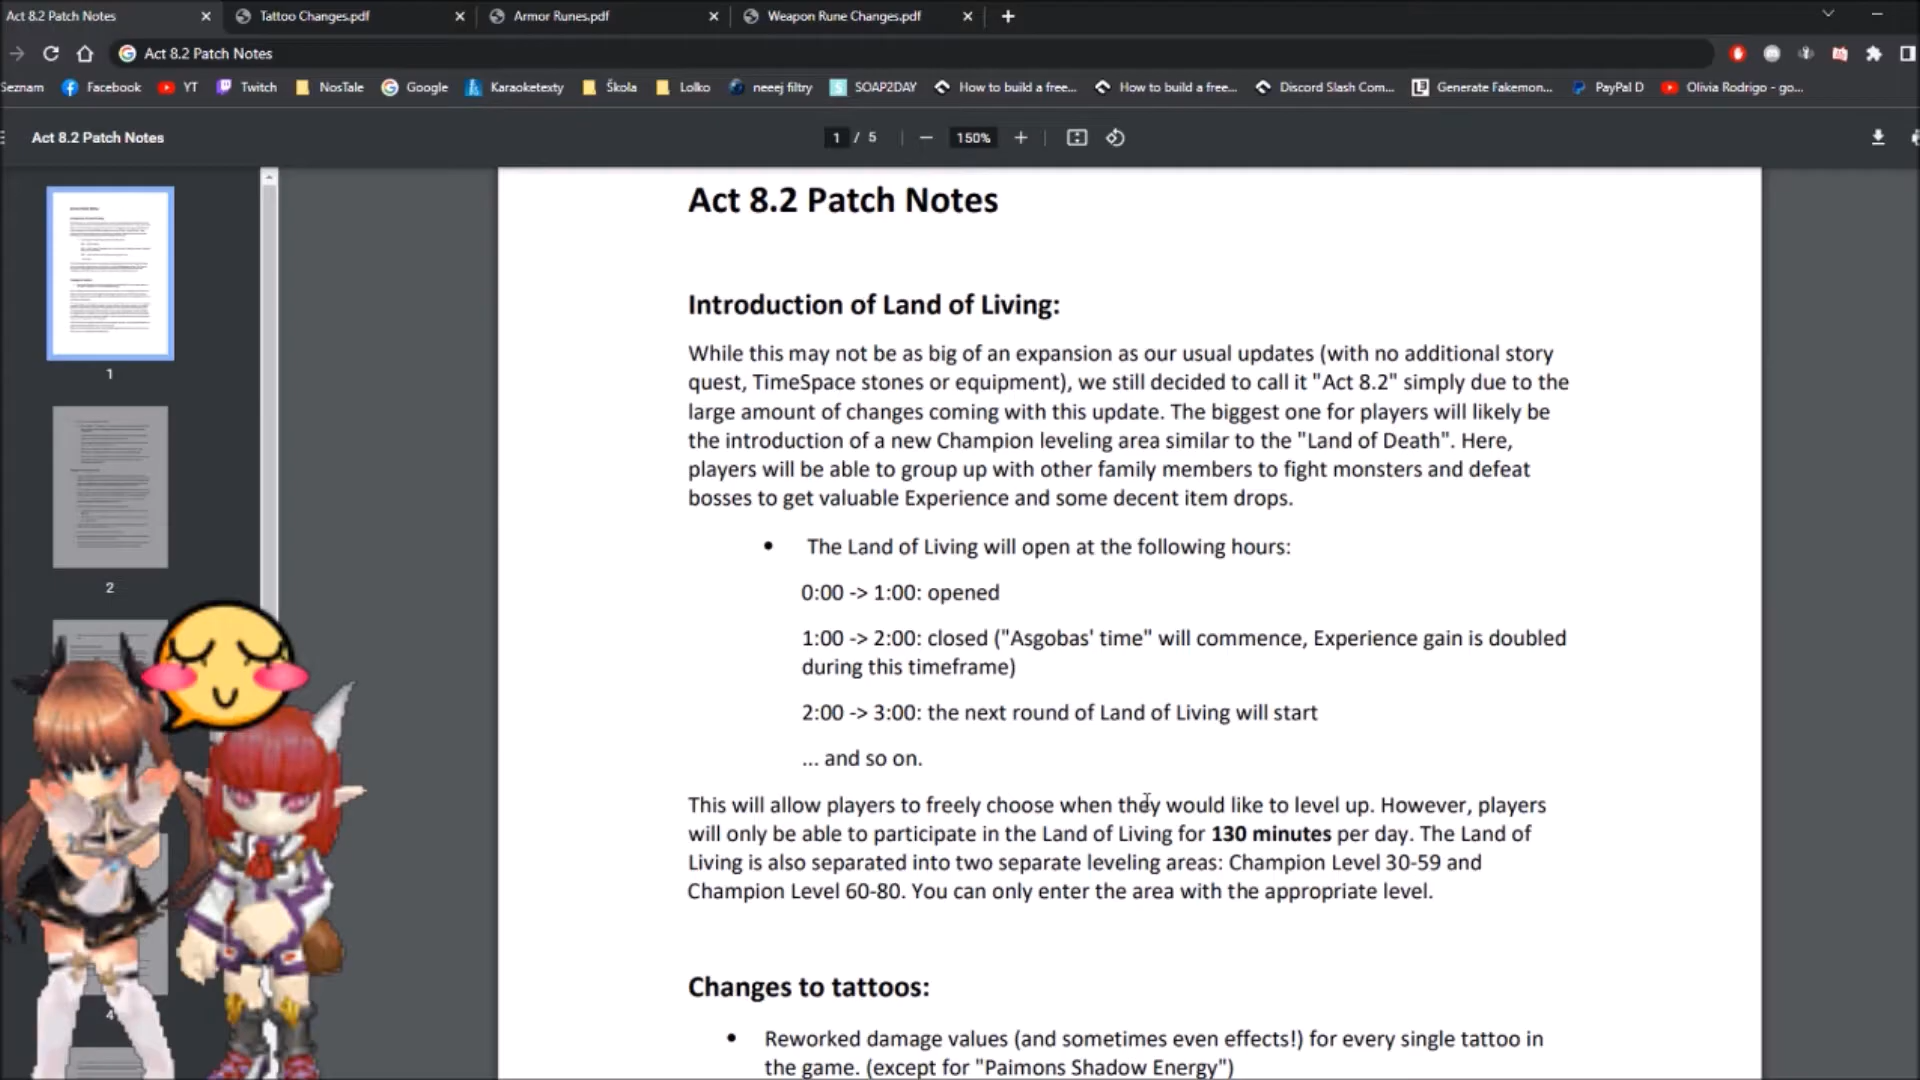 Act 8.2 Patch Notes
Tattoo Changes.pdf
Armor Runes.pdf
Weapon Rune Changes.pdf
Act 8.2 Patch Notes
Seznam
Facebook
YT
Twitch
NosTale
Google
Karaoketexty
Škola
Lolko
neeej filtry
SOAP2DAY
How to build a free...
How to build a free...
Discord Slash Com...
Generate Fakemon...
PayPal D
Olivia Rodrigo - go...
Act 8.2 Patch Notes
1 / 5
150%
1
2
4
Act 8.2 Patch Notes
Introduction of Land of Living:
While this may not be as big of an expansion as our usual updates (with no additional story
quest, TimeSpace stones or equipment), we still decided to call it "Act 8.2" simply due to the
large amount of changes coming with this update. The biggest one for players will likely be
the introduction of a new Champion leveling area similar to the "Land of Death". Here,
players will be able to group up with other family members to fight monsters and defeat
bosses to get valuable Experience and some decent item drops.
• The Land of Living will open at the following hours:
0:00 -> 1:00: opened
1:00 -> 2:00: closed ("Asgobas' time" will commence, Experience gain is doubled
during this timeframe)
2:00 -> 3:00: the next round of Land of Living will start
... and so on.
This will allow players to freely choose when they would like to level up. However, players
will only be able to participate in the Land of Living for 130 minutes per day. The Land of
Living is also separated into two separate leveling areas: Champion Level 30-59 and
Champion Level 60-80. You can only enter the area with the appropriate level.
Changes to tattoos:
• Reworked damage values (and sometimes even effects!) for every single tattoo in
the game. (except for "Paimons Shadow Energy")